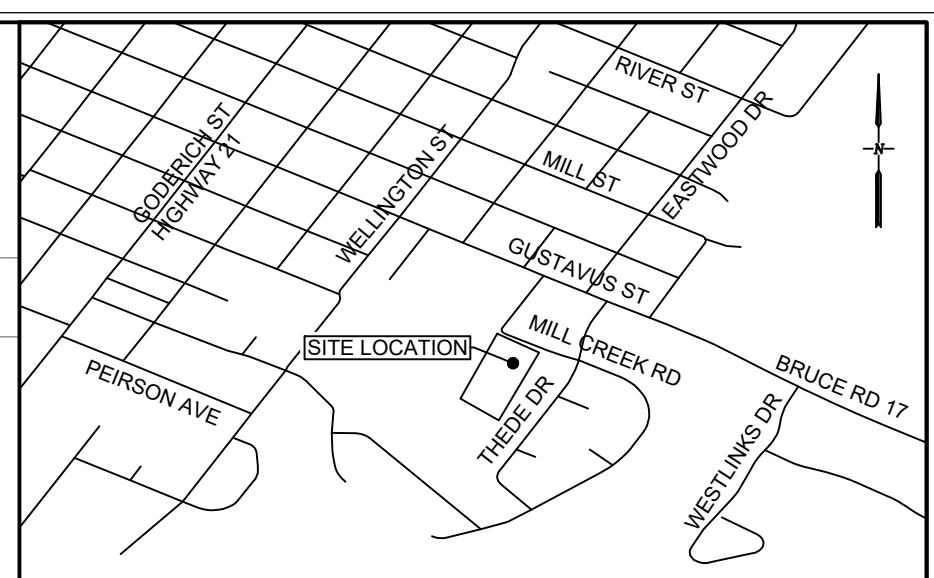 RIVER ST
EASTWOOD DR
GODERICH ST
HIGHWAY 21
WELLINGTON ST
MILL ST
N
GUSTAVUS ST
SITE LOCATION
MILL CREEK RD
BRUCE RD 17
PEIRSON AVE
THEDE DR
WESTLINKS DR